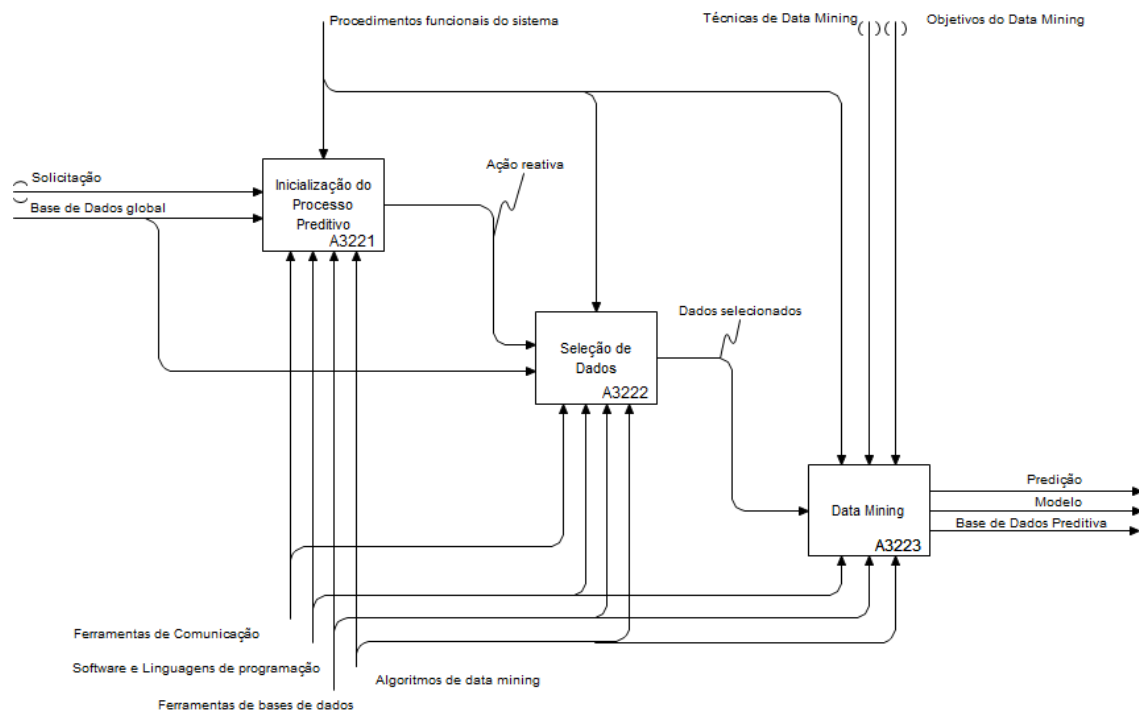 Procedimentos funcionais do sistema
Técnicas de Data Mining
Objetivos do Data Mining
Solicitação
Base de Dados global
Inicialização do
Processo
Preditivo
A3221
Ação reativa
Seleção de
Dados
A3222
Dados selecionados
Data Mining
A3223
Predição
Modelo
Base de Dados Preditiva
Ferramentas de Comunicação
Software e Linguagens de programação
Algoritmos de data mining
Ferramentas de bases de dados